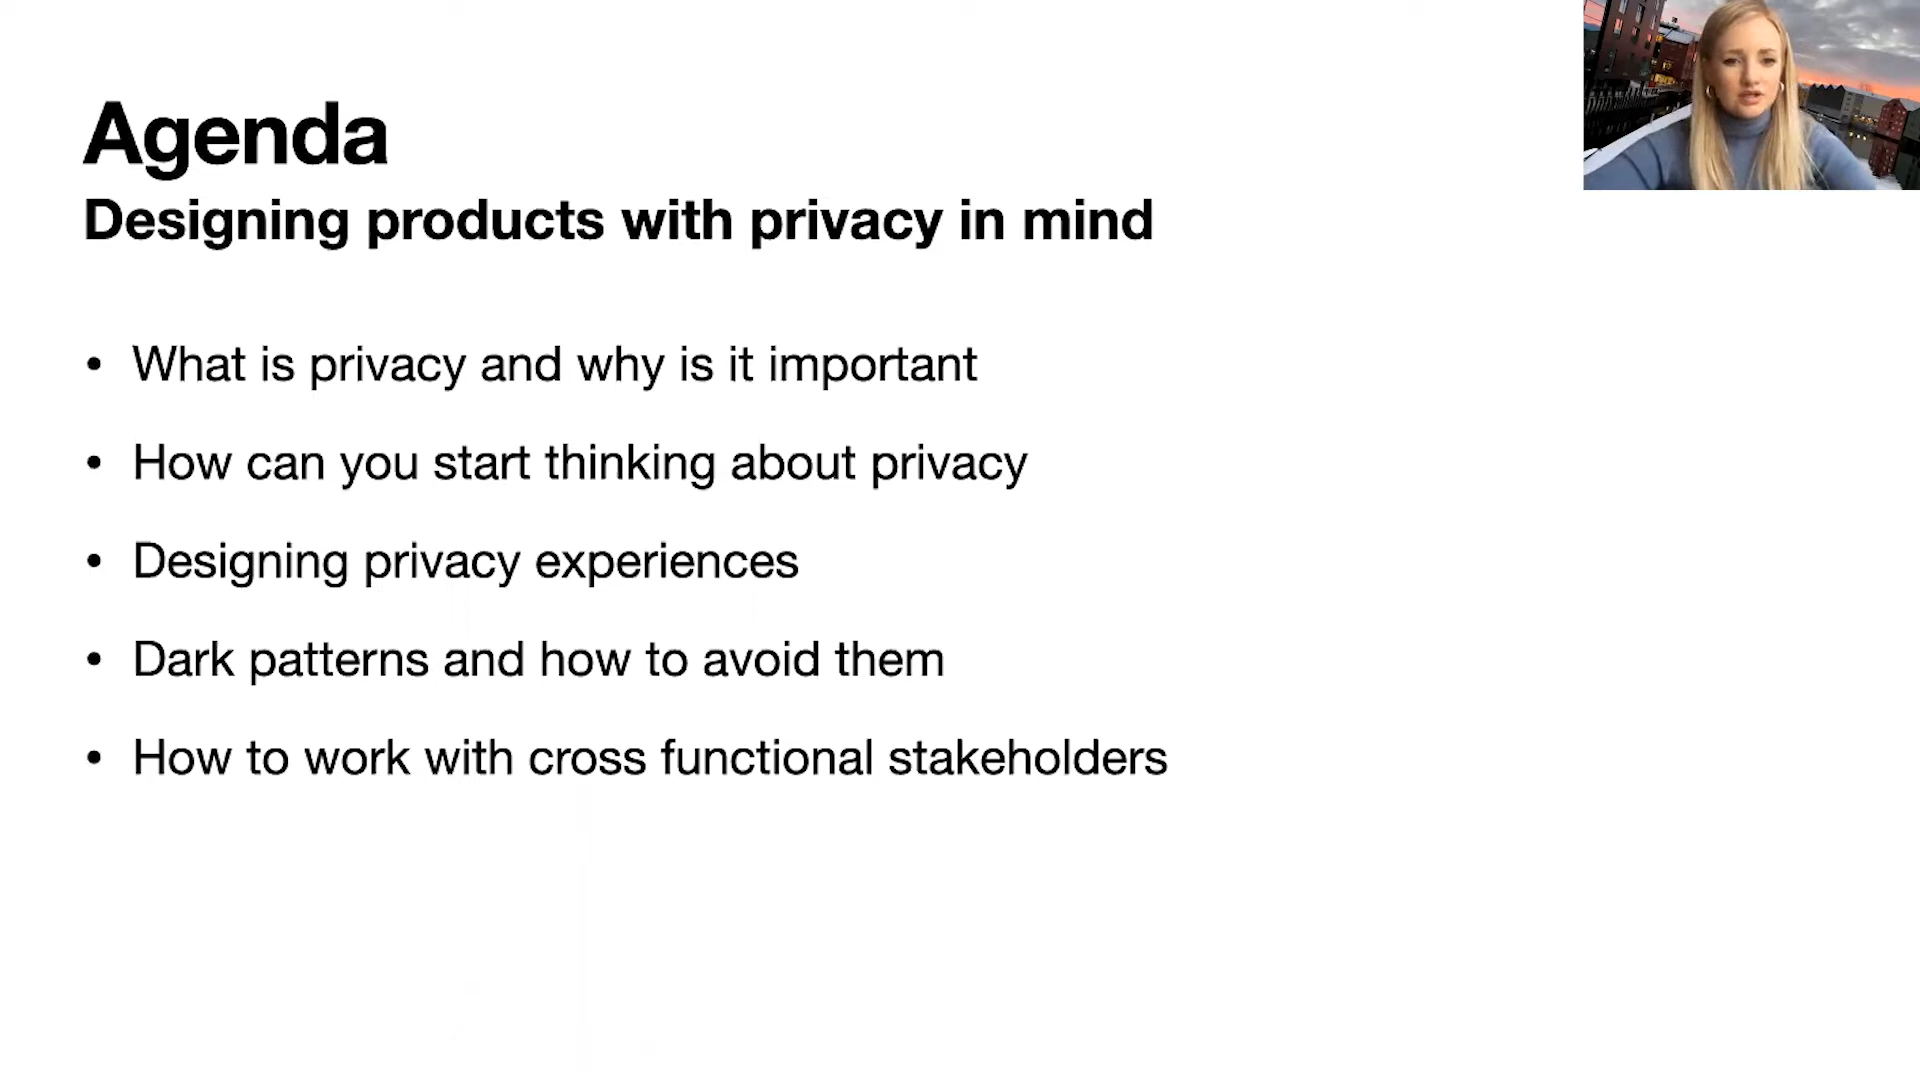 Agenda
Designing products with privacy in mind
• What is privacy and why is it important
• How can you start thinking about privacy
• Designing privacy experiences
• Dark patterns and how to avoid them
• How to work with cross functional stakeholders